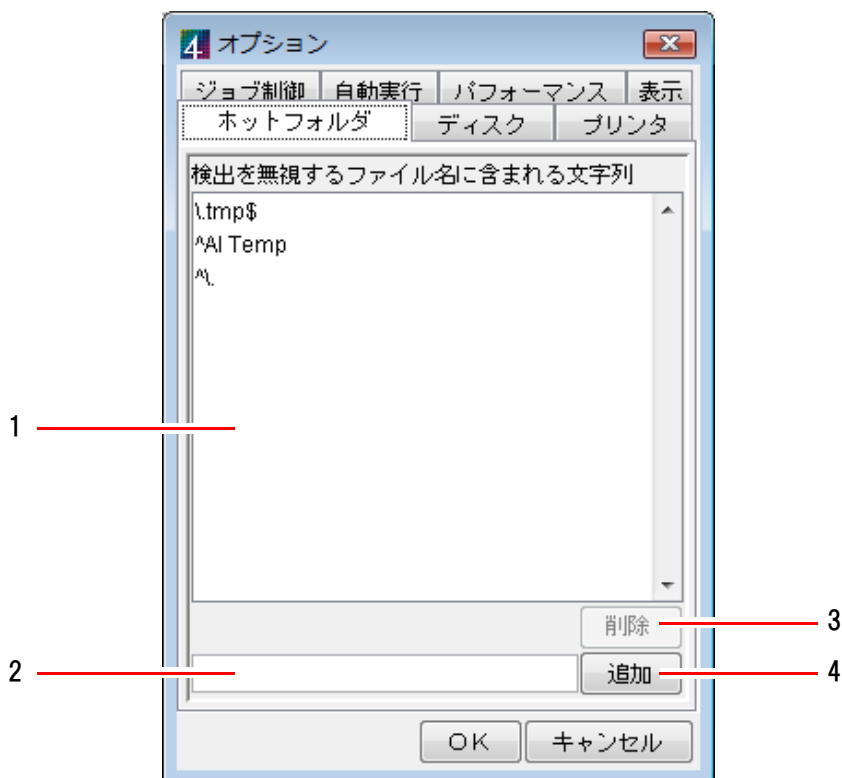 4 オプション
ジョブ制御 自動実行 パフォーマンス 表示
ホットフォルダ ディスク プリンタ
検出を無視するファイル名に含まれる文字列
\.tmp$
^AI Temp
^\.
1
削除 3
2 追加 4
OK キャンセル